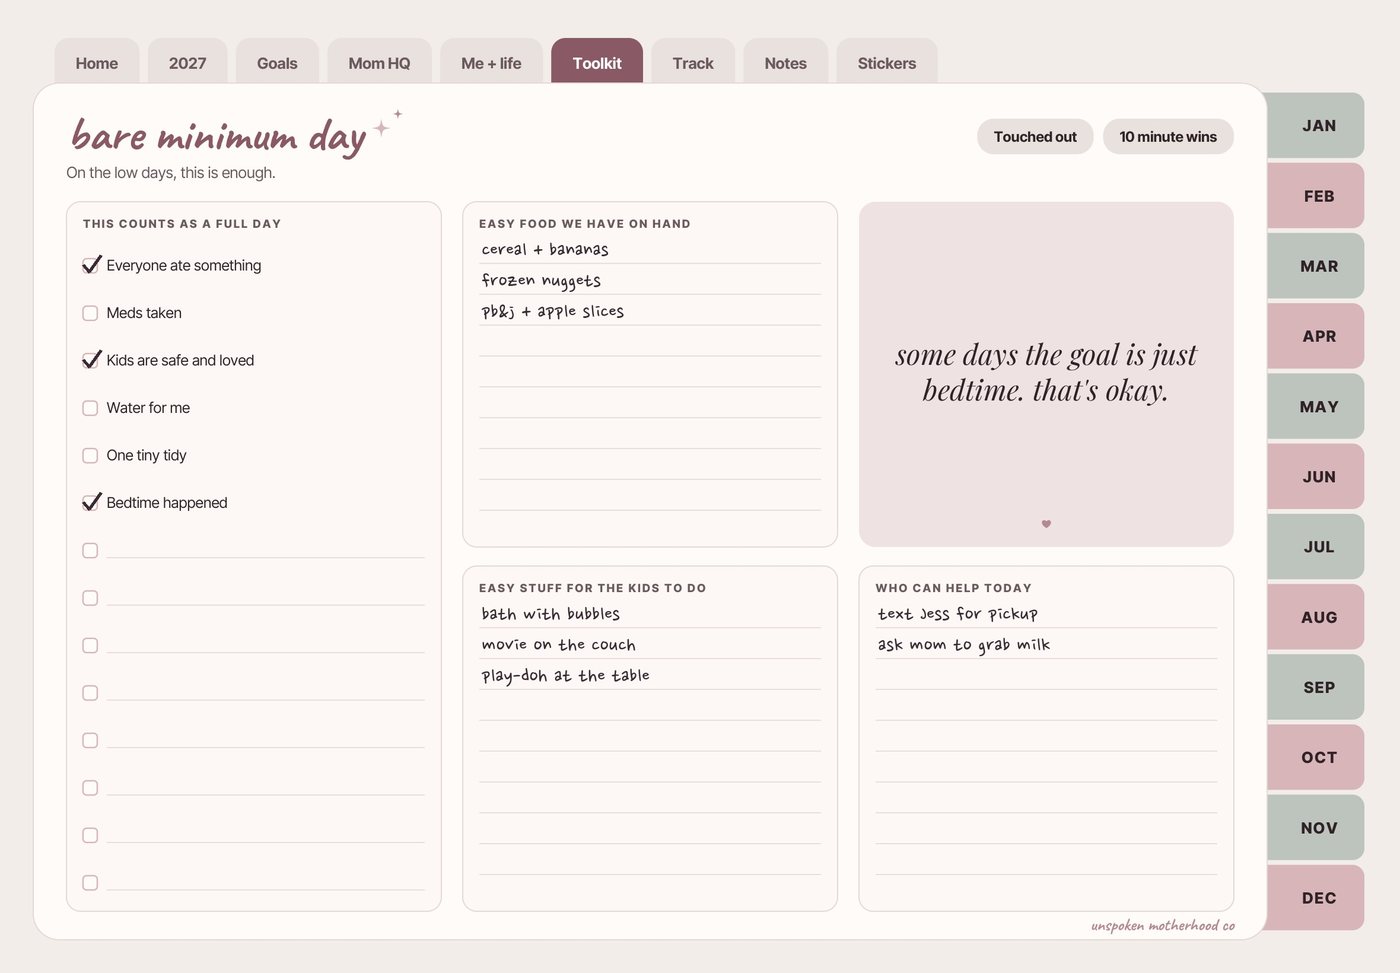 Home
2027
Goals
Mom HQ
Me + life
Toolkit
Track
Notes
Stickers
bare minimum day
On the low days, this is enough.
Touched out
10 minute wins
THIS COUNTS AS A FULL DAY
Everyone ate something
Meds taken
Kids are safe and loved
Water for me
One tiny tidy
Bedtime happened
EASY FOOD WE HAVE ON HAND
cereal + bananas
frozen nuggets
pb&j + apple slices
some days the goal is just
bedtime. that's okay.
EASY STUFF FOR THE KIDS TO DO
bath with bubbles
movie on the couch
play-doh at the table
WHO CAN HELP TODAY
text Jess for pickup
ask mom to grab milk
unspoken motherhood co
JAN
FEB
MAR
APR
MAY
JUN
JUL
AUG
SEP
OCT
NOV
DEC